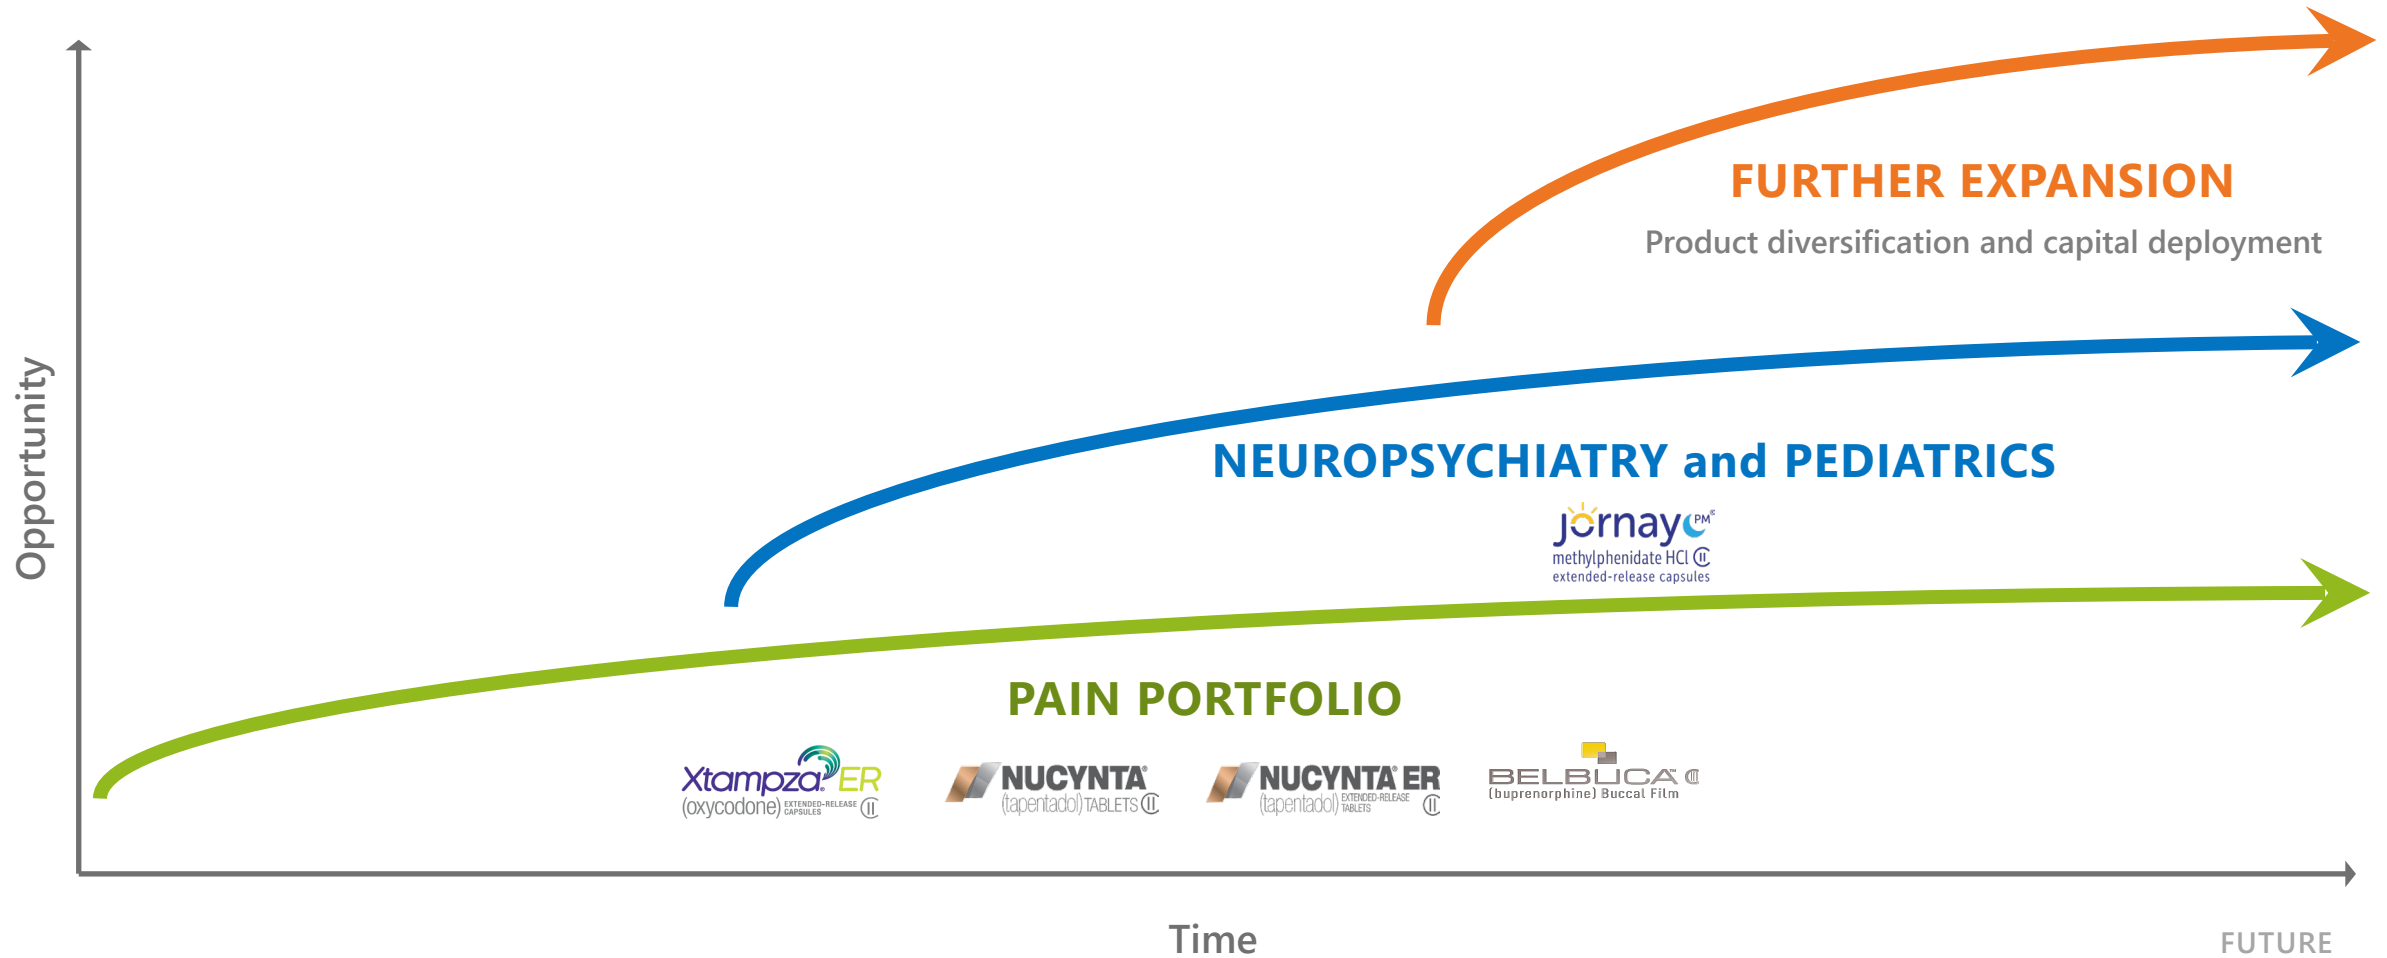 FURTHER EXPANSION
Product diversification and capital deployment
Opportunity
NEUROPSYCHIATRY and PEDIATRICS
jornay PM®
methylphenidate HCl CII
extended-release capsules
PAIN PORTFOLIO
Xtampza® ER
(oxycodone) EXTENDED-RELEASE CAPSULES CII
NUCYNTA®
(tapentadol) TABLETS CII
NUCYNTA® ER
(tapentadol) EXTENDED-RELEASE TABLETS CII
BELBUCA™ CIII
(buprenorphine) Buccal Film
Time
FUTURE